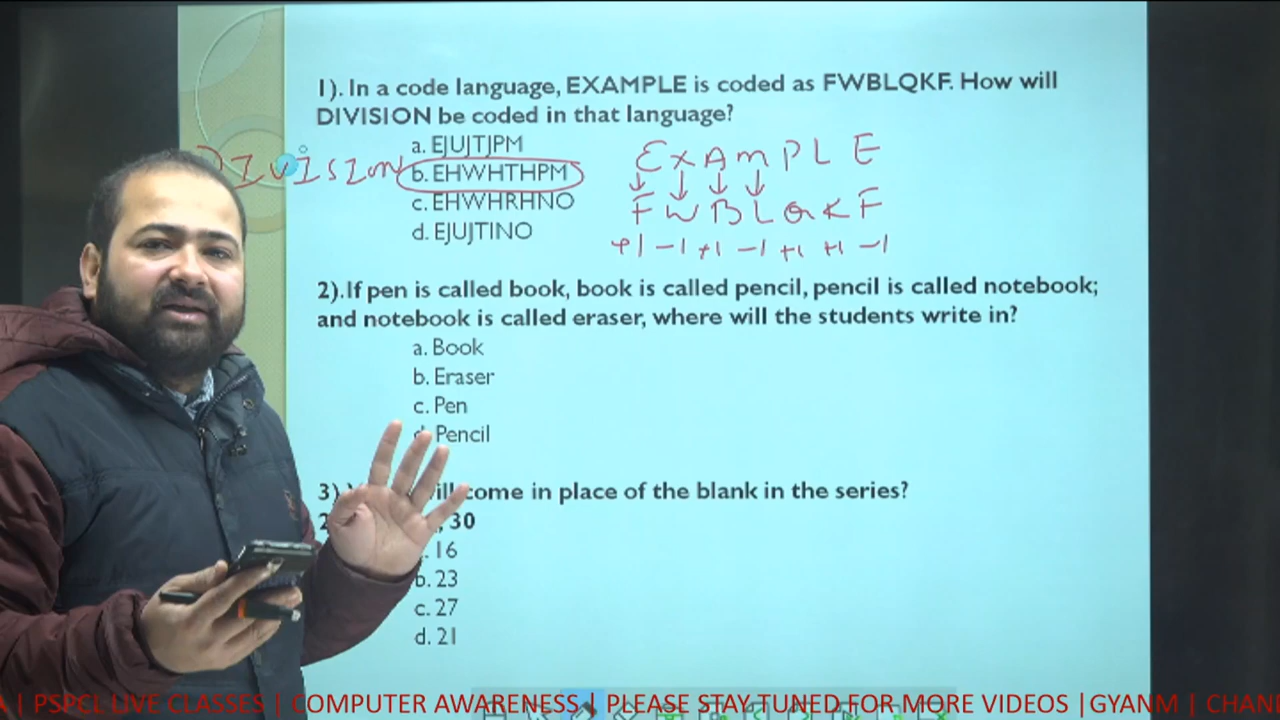 1). In a code language, EXAMPLE is coded as FWBLQKF. How will
DIVISION be coded in that language?
a. EJUJTJPM
b. EHWHTHPM
c. EHWHRHNO
d. EJUJTINO
EXAMPLE
FWBLQKF
+1 -1 +1 -1 +1 +1 -1
2).If pen is called book, book is called pencil, pencil is called notebook;
and notebook is called eraser, where will the students write in?
a. Book
b. Eraser
c. Pen
d. Pencil
3) will come in place of the blank in the series?
, 30
16
b. 23
c. 27
d. 21
| PSPCL LIVE CLASSES | COMPUTER AWARENESS | PLEASE STAY TUNED FOR MORE VIDEOS |GYANM |